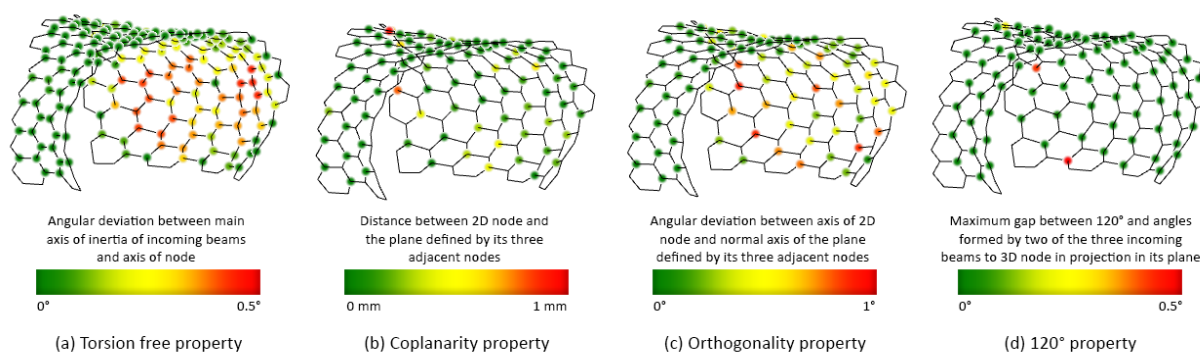 Angular deviation between main
axis of inertia of incoming beams
and axis of node
0°
0.5°
(a) Torsion free property
Distance between 2D node and
the plane defined by its three
adjacent nodes
0 mm
1 mm
(b) Coplanarity property
Angular deviation between axis of 2D
node and normal axis of the plane
defined by its three adjacent nodes
0°
1°
(c) Orthogonality property
Maximum gap between 120° and angles
formed by two of the three incoming
beams to 3D node in projection in its plane
0°
0.5°
(d) 120° property